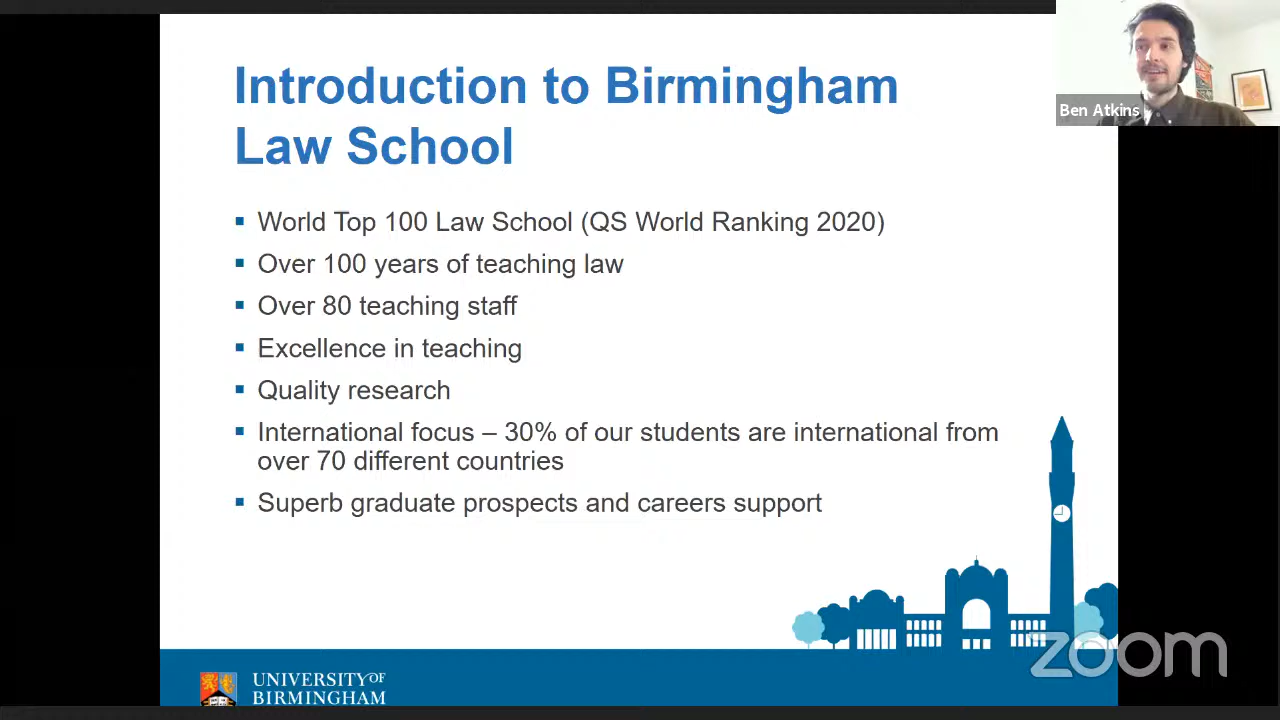 Introduction to Birmingham
Law School
Ben Atkins
▪ World Top 100 Law School (QS World Ranking 2020)
▪ Over 100 years of teaching law
▪ Over 80 teaching staff
▪ Excellence in teaching
▪ Quality research
▪ International focus – 30% of our students are international from
over 70 different countries
▪ Superb graduate prospects and careers support
zoom
UNIVERSITY OF
BIRMINGHAM